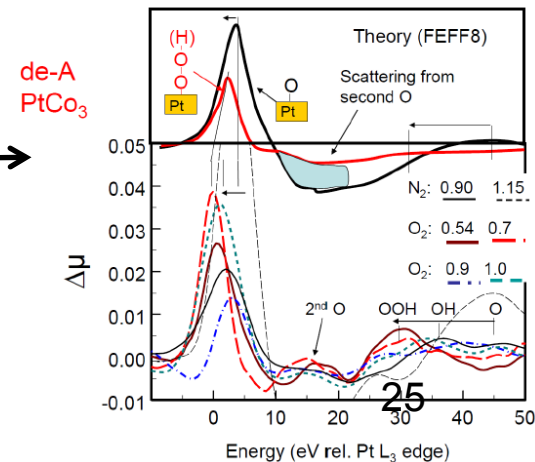 de-A
PtCo3
(H)
O
O
Pt
O
Pt
Theory (FEFF8)
Scattering from
second O
N2: 0.90 1.15
O2: 0.54 0.7
O2: 0.9 1.0
2nd O
OOH OH O
25
0.05
0.04
0.03
0.02
0.01
0.00
-0.01
Δμ
0 10 20 30 40 50
Energy (eV rel. Pt L3 edge)